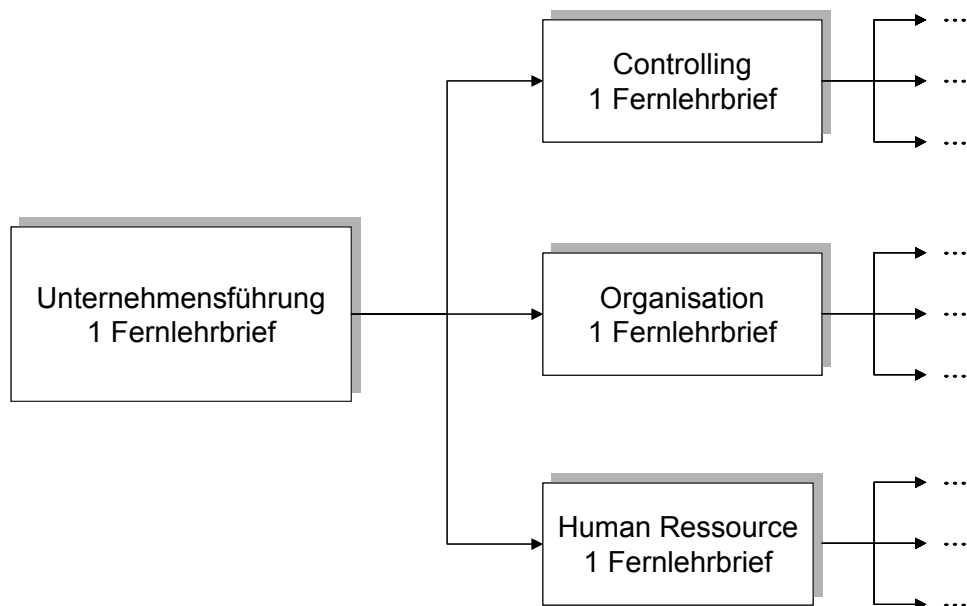 Controlling
1 Fernlehrbrief
...
...
...
Unternehmensführung
1 Fernlehrbrief
Organisation
1 Fernlehrbrief
...
...
...
Human Ressource
1 Fernlehrbrief
...
...
...